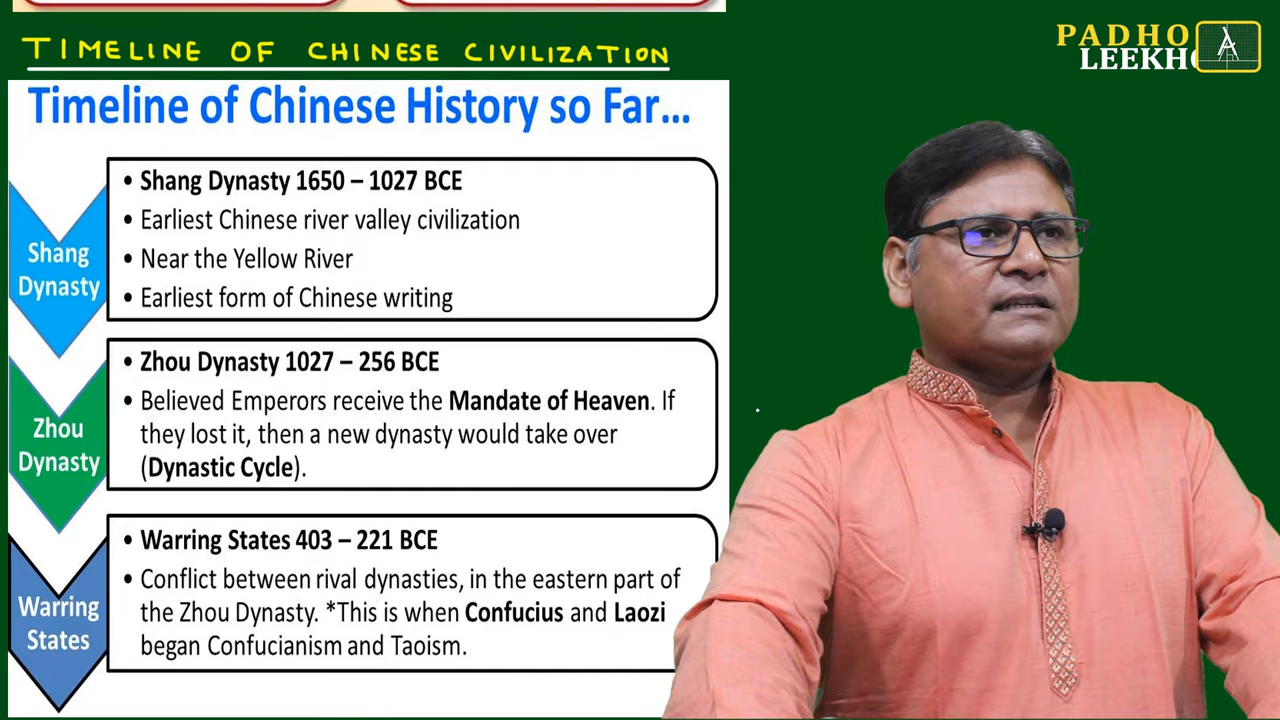 TIMELINE OF CHINESE CIVILIZATION
PADHO
LEEKHO
Timeline of Chinese History so Far...
Shang
Dynasty
• Shang Dynasty 1650 – 1027 BCE
• Earliest Chinese river valley civilization
• Near the Yellow River
• Earliest form of Chinese writing
Zhou
Dynasty
• Zhou Dynasty 1027 – 256 BCE
• Believed Emperors receive the Mandate of Heaven. If
they lost it, then a new dynasty would take over
(Dynastic Cycle).
Warring
States
• Warring States 403 – 221 BCE
• Conflict between rival dynasties, in the eastern part of
the Zhou Dynasty. *This is when Confucius and Laozi
began Confucianism and Taoism.